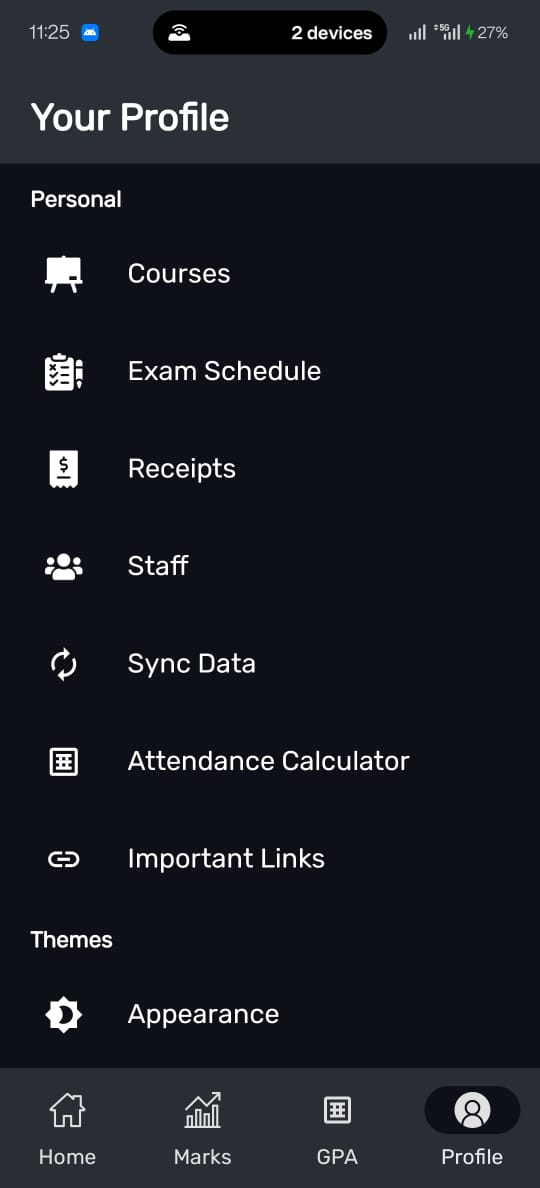 11:25
2 devices
5G
27%
Your Profile
Personal
Courses
Exam Schedule
$
Receipts
Staff
Sync Data
Attendance Calculator
Important Links
Themes
Appearance
Home
Marks
GPA
Profile